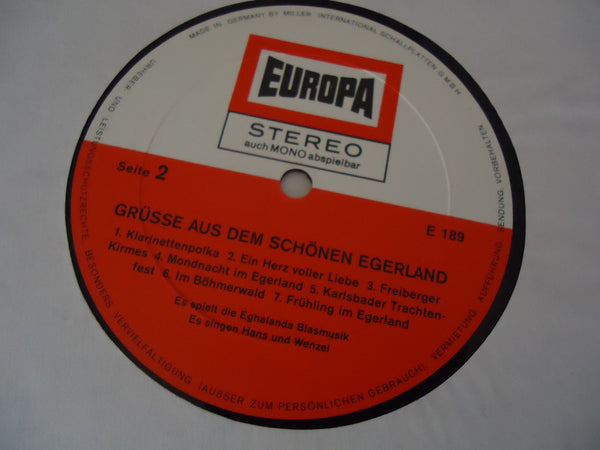 MADE IN GERMANY BY MILLER INTERNATIONAL SCHALLPLATTEN GMBH
EUROPA
STEREO
auch MONO abspielbar
Seite 2
E 189
GRÜSSE AUS DEM SCHÖNEN EGERLAND
1. Klarinettenpolka 2. Ein Herz voller Liebe 3. Freiberger
Kirmes 4. Mondnacht im Egerland 5. Karlsbader Trachten-
fest 6. Im Böhmerwald 7. Frühling im Egerland
Es spielt die Eghalanda Blasmusik
Es singen Hans und Wenzel
URHEBER- UND LEISTUNGSSCHUTZRECHTE, BESONDERS VERVIELFÄLTIGUNG (AUSSER ZUM PERSÖNLICHEN GEBRAUCH), VERMIETUNG, AUFFÜHRUNG, SENDUNG, VORBEHALTEN